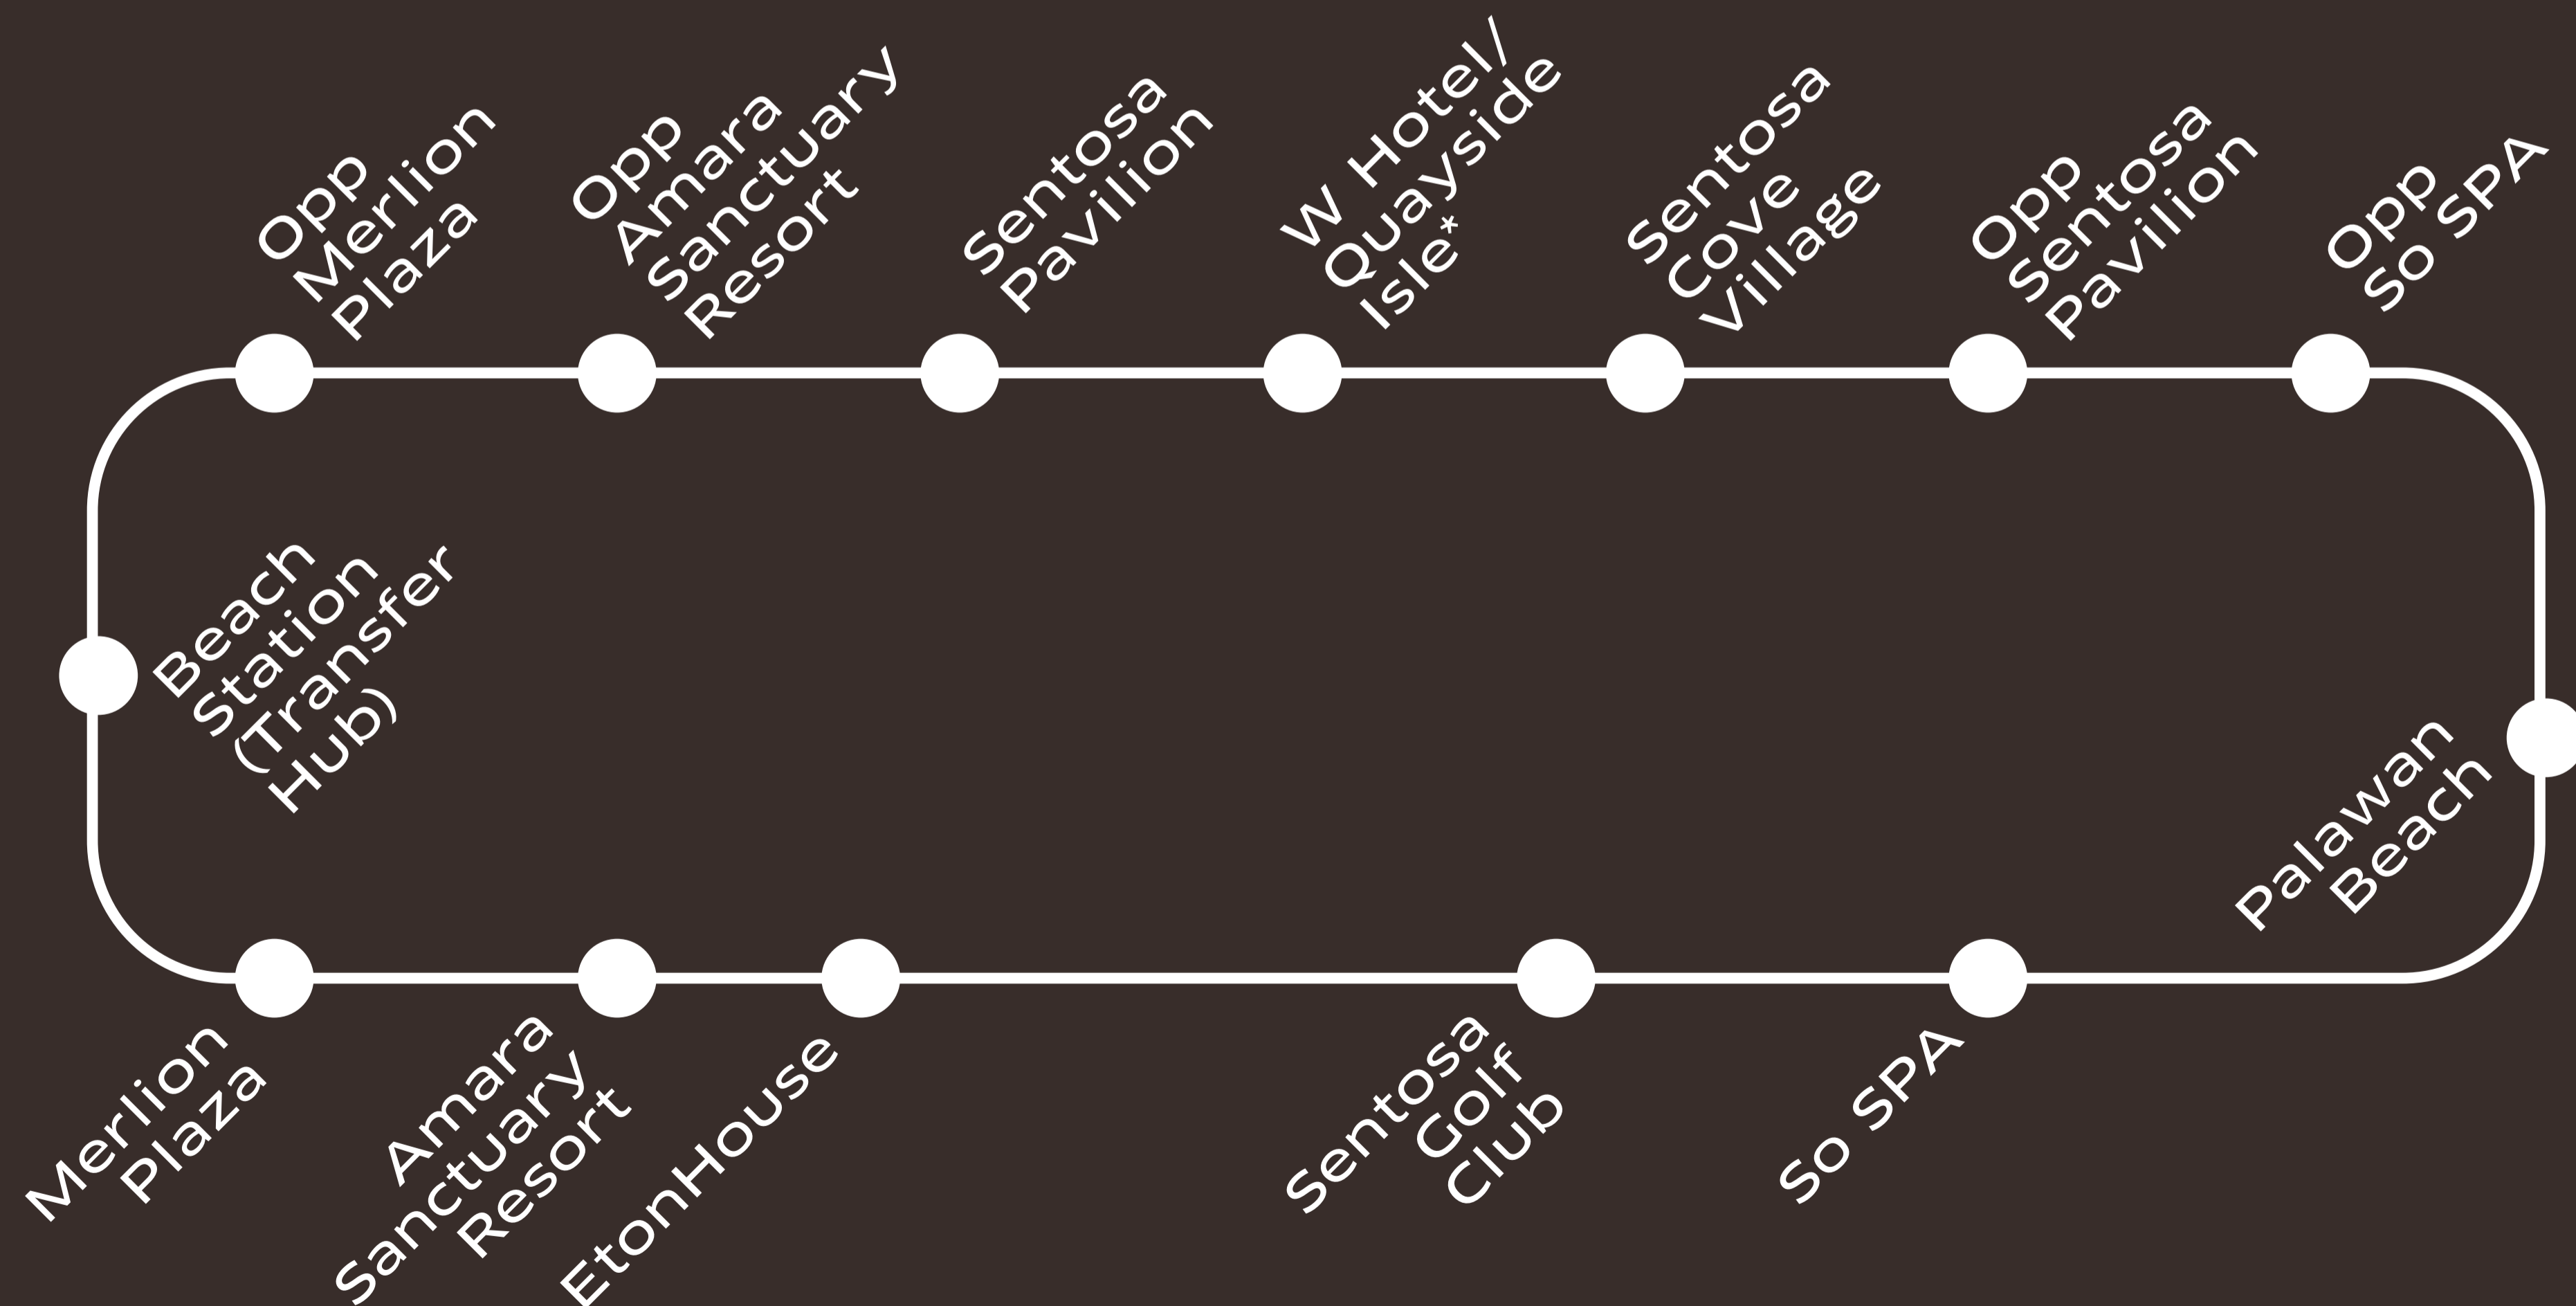 Opp
Merlion
Plaza
Opp
Amara
Sanctuary
Resort
Sentosa
Pavilion
W Hotel/
Quayside
Isle*
Sentosa
Cove
Village
Opp
Sentosa
Pavilion
Opp
SO SPA
Beach
Station
(Transfer
Hub)
Palawan
Beach
Merlion
Plaza
Amara
Sanctuary
Resort
EtonHouse
Sentosa
Golf
Club
So SPA